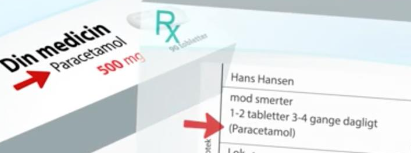 Din medicin
Paracetamol
500 mg
Rx
90 tabletter
Hans Hansen
mod smerter
1-2 tabletter 3-4 gange dagligt
(Paracetamol)